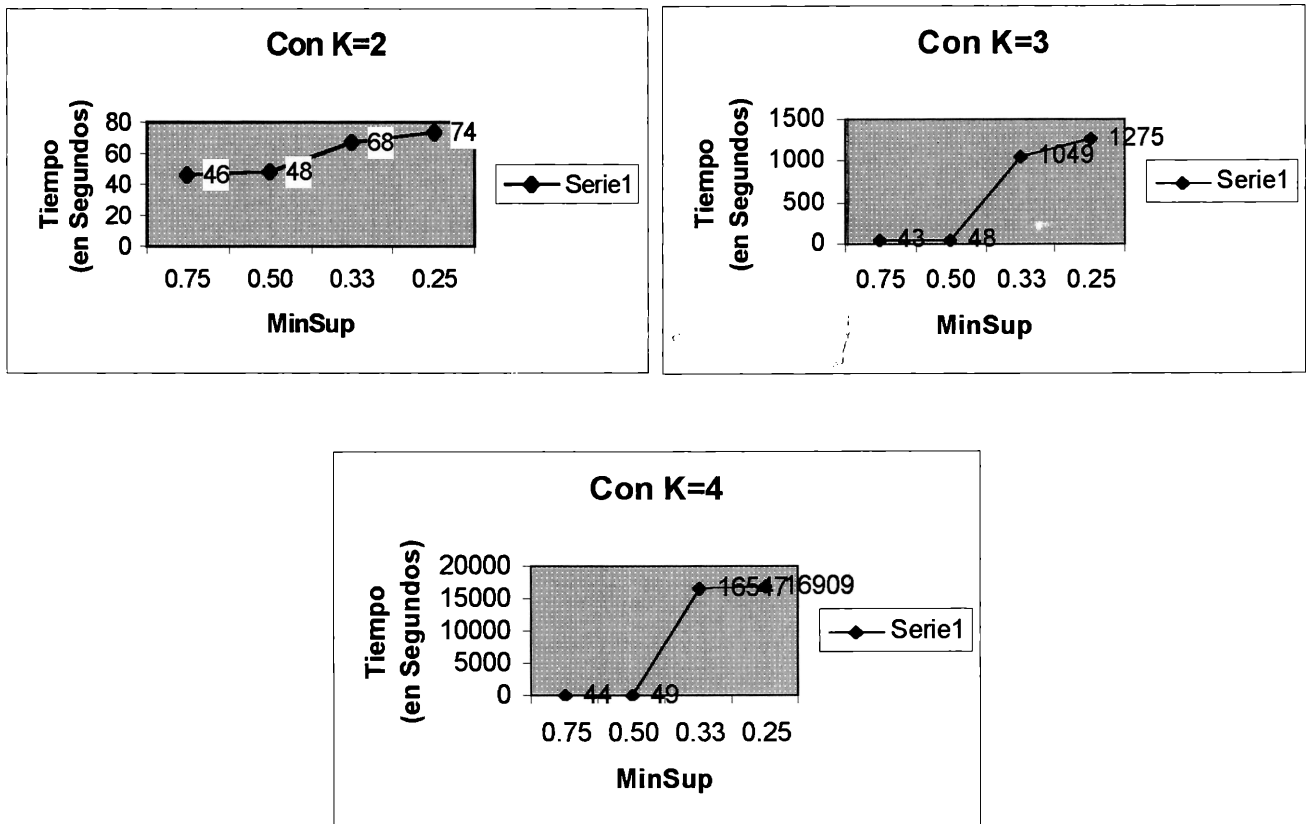 Con K=2
Tiempo
(en Segundos)
80
60
40
20
0
46
48
68
74
0.75 0.50 0.33 0.25
MinSup
Serie1
Con K=3
Tiempo
(en Segundos)
1500
1000
500
0
43
48
1049
1275
0.75 0.50 0.33 0.25
MinSup
Serie1
Con K=4
Tiempo
(en Segundos)
20000
15000
10000
5000
0
44
49
16547
16909
0.75 0.50 0.33 0.25
MinSup
Serie1